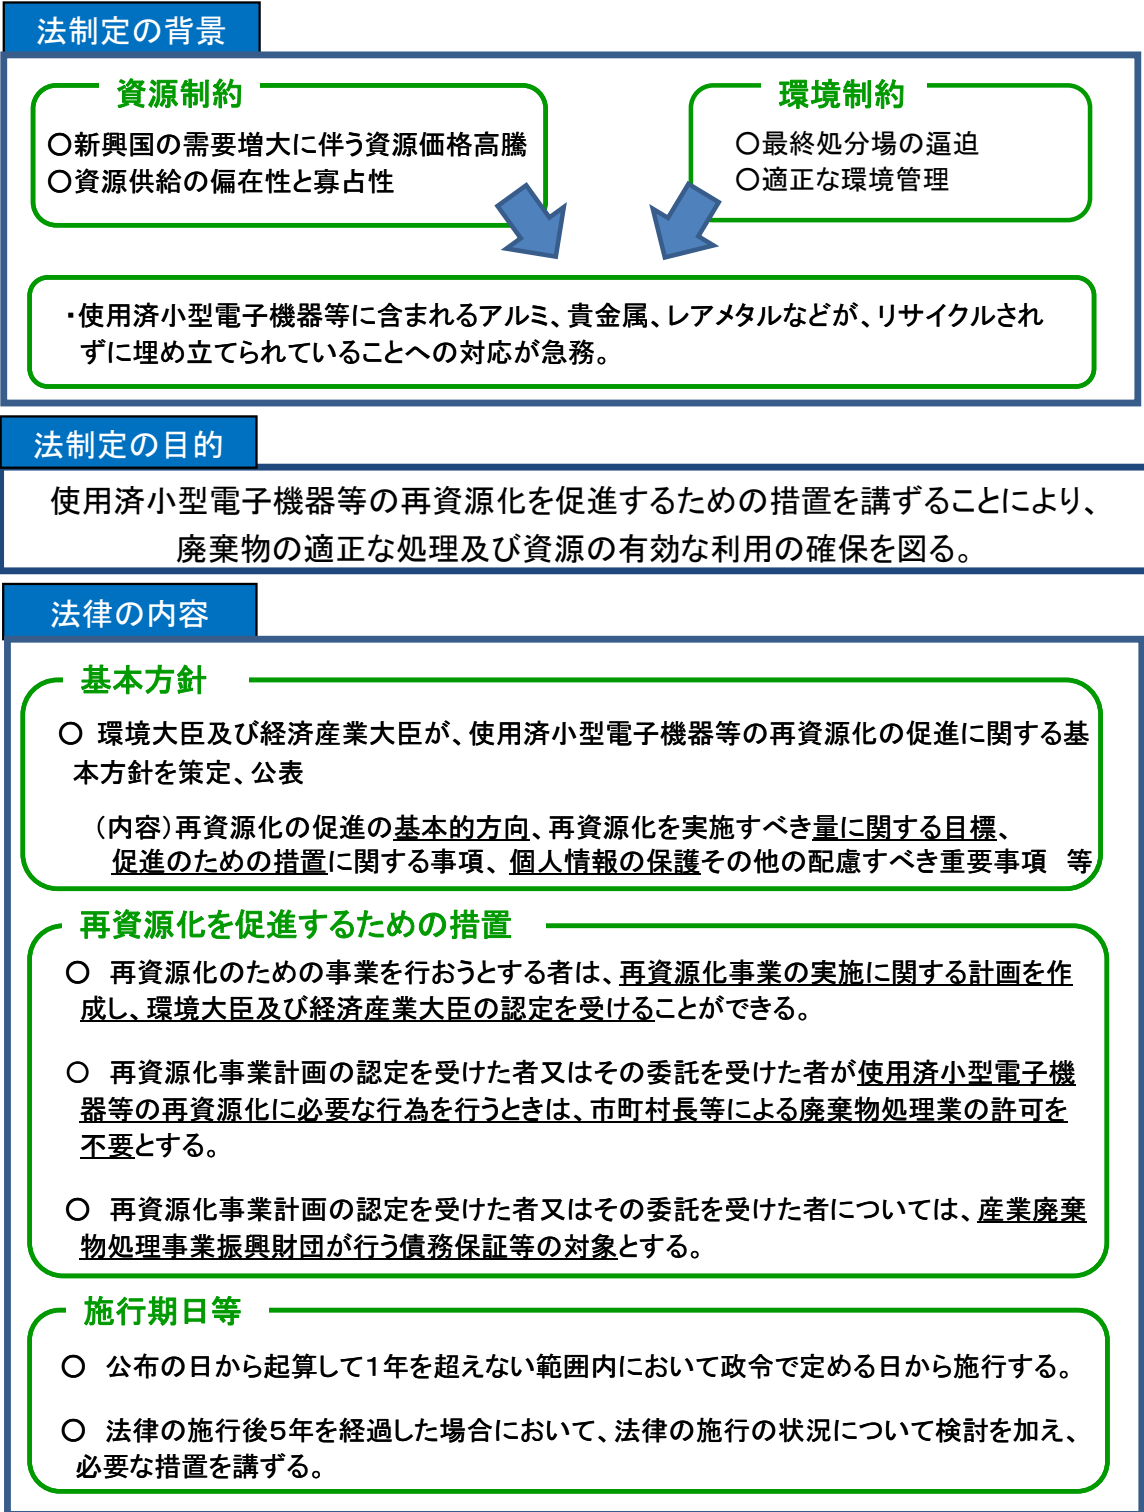 法制定の背景
資源制約
○新興国の需要増大に伴う資源価格高騰
○資源供給の偏在性と寡占性
環境制約
○最終処分場の逼迫
○適正な環境管理
・使用済小型電子機器等に含まれるアルミ、貴金属、レアメタルなどが、リサイクルされ
ずに埋め立てられていることへの対応が急務。
法制定の目的
使用済小型電子機器等の再資源化を促進するための措置を講ずることにより、
廃棄物の適正な処理及び資源の有効な利用の確保を図る。
法律の内容
基本方針
○ 環境大臣及び経済産業大臣が、使用済小型電子機器等の再資源化の促進に関する基
本方針を策定、公表
（内容）再資源化の促進の基本的方向、再資源化を実施すべき量に関する目標、
促進のための措置に関する事項、個人情報の保護その他の配慮すべき重要事項 等
再資源化を促進するための措置
○ 再資源化のための事業を行おうとする者は、再資源化事業の実施に関する計画を作
成し、環境大臣及び経済産業大臣の認定を受けることができる。
○ 再資源化事業計画の認定を受けた者又はその委託を受けた者が使用済小型電子機
器等の再資源化に必要な行為を行うときは、市町村長等による廃棄物処理業の許可を
不要とする。
○ 再資源化事業計画の認定を受けた者又はその委託を受けた者については、産業廃棄
物処理事業振興財団が行う債務保証等の対象とする。
施行期日等
○ 公布の日から起算して１年を超えない範囲内において政令で定める日から施行する。
○ 法律の施行後５年を経過した場合において、法律の施行の状況について検討を加え、
必要な措置を講ずる。